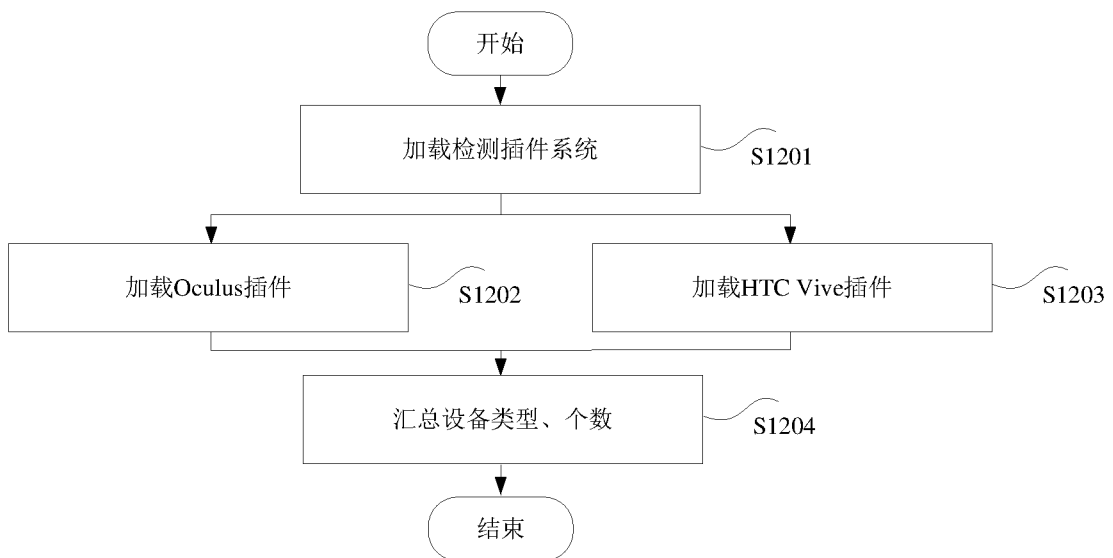 开始
加载检测插件系统
S1201
加载Oculus插件
S1202
加载HTC Vive插件
S1203
汇总设备类型、个数
S1204
结束